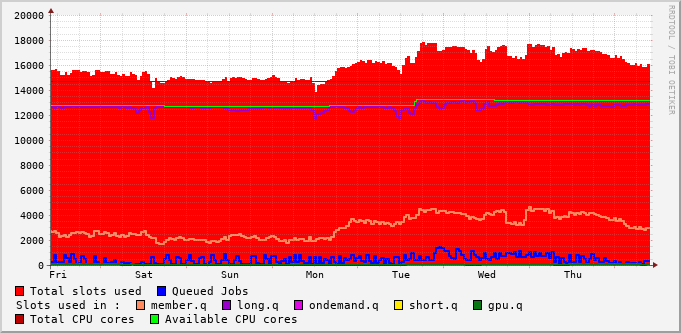 RRDTOOL / TOBI OETIKER
20000
18000
16000
14000
12000
10000
8000
6000
4000
2000
0
Fri Sat Sun Mon Tue Wed Thu
Total slots used Queued Jobs
Slots used in : member.q long.q ondemand.q short.q gpu.q
Total CPU cores Available CPU cores